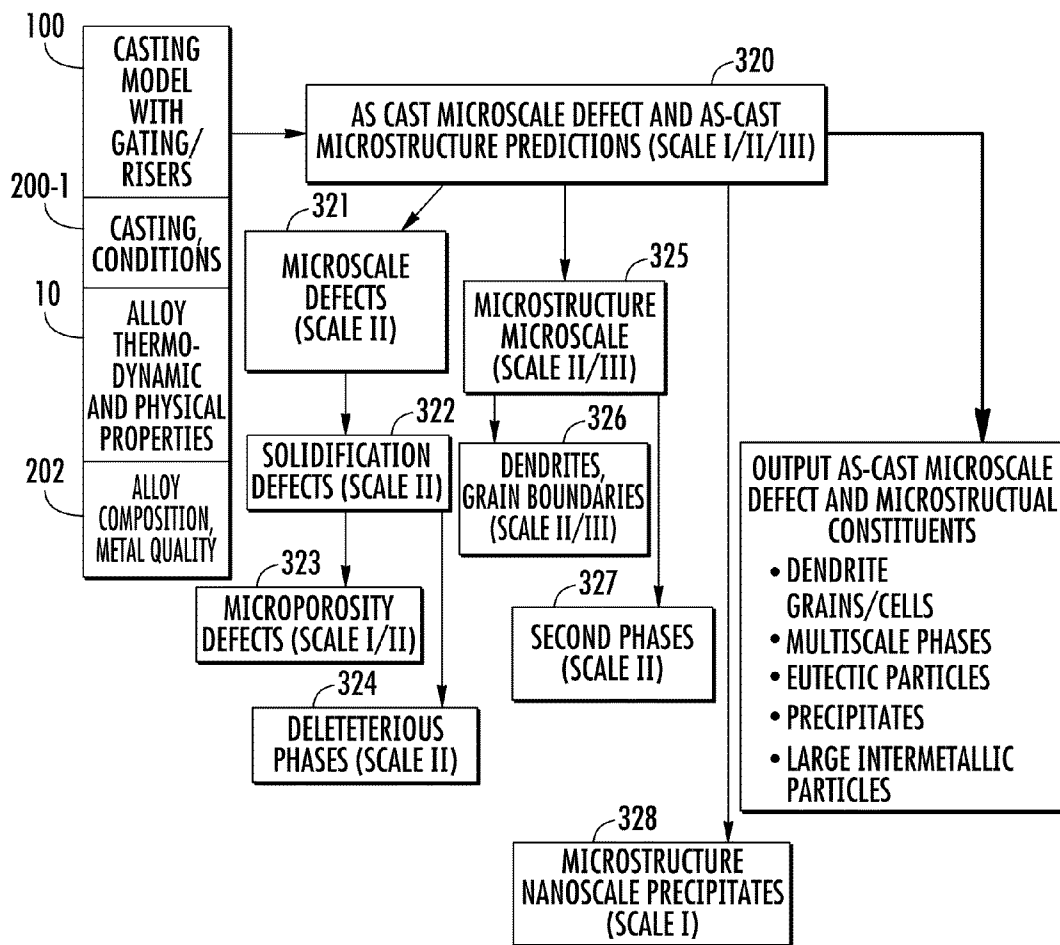 100
CASTING
MODEL
WITH
GATING/
RISERS
200-1
CASTING,
CONDITIONS
10
ALLOY
THERMO-
DYNAMIC
AND PHYSICAL
PROPERTIES
202
ALLOY
COMPOSITION,
METAL QUALITY
320
AS CAST MICROSCALE DEFECT AND AS-CAST
MICROSTRUCTURE PREDICTIONS (SCALE I/II/III)
321
MICROSCALE
DEFECTS
(SCALE II)
322
SOLIDIFICATION
DEFECTS (SCALE II)
323
MICROPOROSITY
DEFECTS (SCALE I/II)
324
DELETETERIOUS
PHASES (SCALE II)
325
MICROSTRUCTURE
MICROSCALE
(SCALE II/III)
326
DENDRITES,
GRAIN BOUNDARIES
(SCALE II/III)
327
SECOND PHASES
(SCALE II)
328
MICROSTRUCTURE
NANOSCALE PRECIPITATES
(SCALE I)
OUTPUT AS-CAST MICROSCALE
DEFECT AND MICROSTRUCTUAL
CONSTITUENTS
• DENDRITE
GRAINS/CELLS
• MULTISCALE PHASES
• EUTECTIC PARTICLES
• PRECIPITATES
• LARGE INTERMETALLIC
PARTICLES